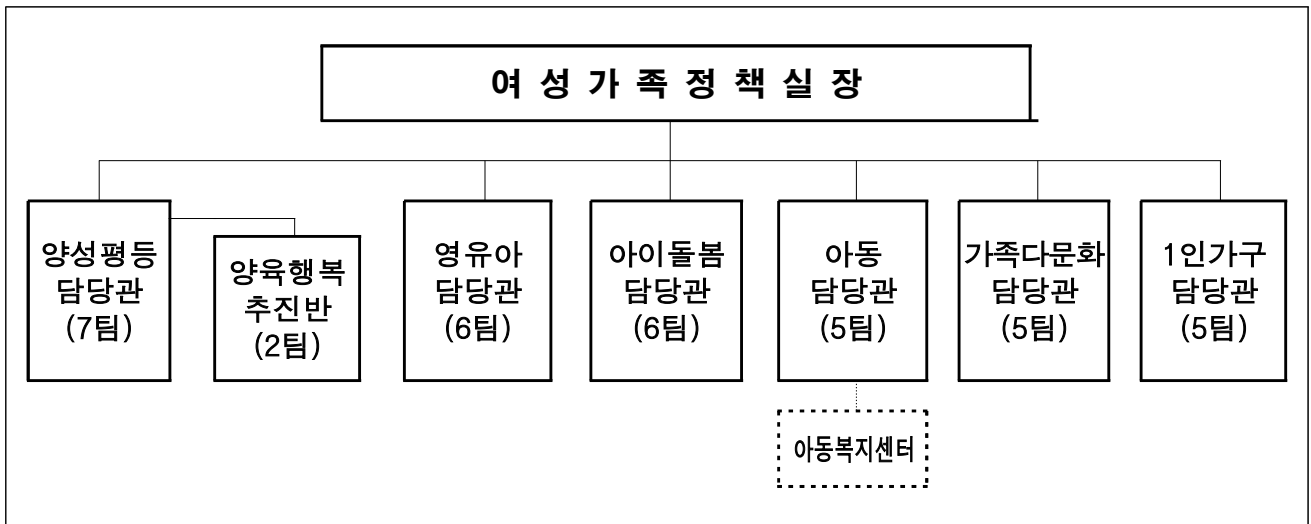 여성가족정책실장
양성평등
담당관
(7팀)
양육행복
추진반
(2팀)
영유아
담당관
(6팀)
아이돌봄
담당관
(6팀)
아동
담당관
(5팀)
가족다문화
담당관
(5팀)
1인가구
담당관
(5팀)
아동복지센터